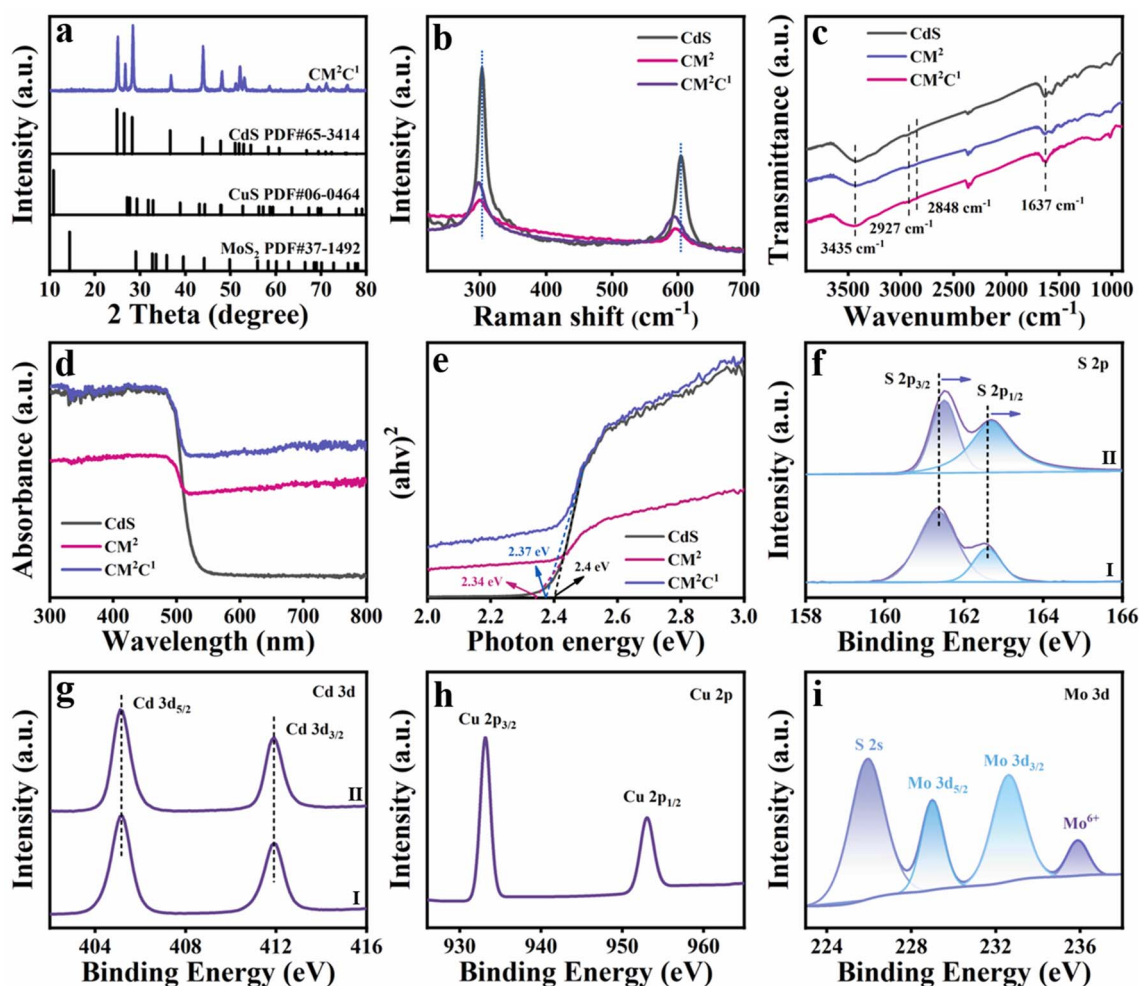 a
Intensity (a.u.)
CM²C¹
CdS PDF#65-3414
CuS PDF#06-0464
MoS₂ PDF#37-1492
10 20 30 40 50 60 70 80
2 Theta (degree)
b
Intensity (a.u.)
CdS
CM²
CM²C¹
300 400 500 600 700
Raman shift (cm⁻¹)
c
Transmittance (a.u.)
CdS
CM²
CM²C¹
2848 cm⁻¹
1637 cm⁻¹
2927 cm⁻¹
3435 cm⁻¹
3900 3400 2900 2400 1900 1400 900
Wavenumber (cm⁻¹)
d
Absorbance (a.u.)
CdS
CM²
CM²C¹
300 400 500 600 700 800
Wavelength (nm)
e
(ahv)²
CdS
CM²
CM²C¹
2.37 eV
2.34 eV
2.4 eV
2.0 2.2 2.4 2.6 2.8 3.0
Photon energy (eV)
f
Intensity (a.u.)
S 2p
S 2p₃/₂
S 2p₁/₂
II
I
158 160 162 164 166
Binding Energy (eV)
g
Intensity (a.u.)
Cd 3d
Cd 3d₅/₂
Cd 3d₃/₂
II
I
404 408 412 416
Binding Energy (eV)
h
Intensity (a.u.)
Cu 2p
Cu 2p₃/₂
Cu 2p₁/₂
930 940 950 960
Binding Energy (eV)
i
Intensity (a.u.)
Mo 3d
S 2s
Mo 3d₃/₂
Mo 3d₅/₂
Mo⁶⁺
224 228 232 236
Binding Energy (eV)